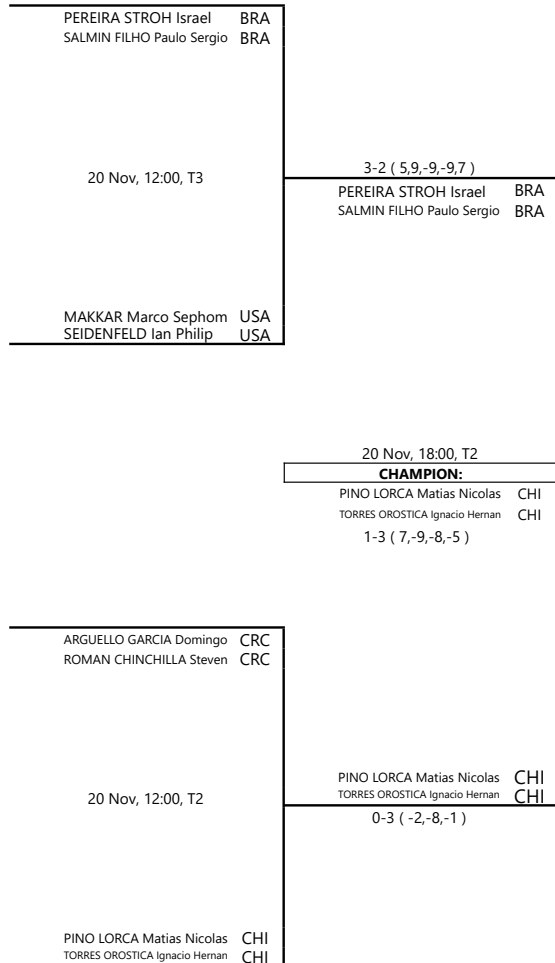 PEREIRA STROH Israel BRA
SALMIN FILHO Paulo Sergio BRA
20 Nov, 12:00, T3
3-2 ( 5,9,-9,-9,7 )
PEREIRA STROH Israel BRA
SALMIN FILHO Paulo Sergio BRA
MAKKAR Marco Sephom USA
SEIDENFELD Ian Philip USA
20 Nov, 18:00, T2
CHAMPION:
PINO LORCA Matias Nicolas CHI
TORRES OROSTICA Ignacio Hernan CHI
1-3 ( 7,-9,-8,-5 )
ARGUELLO GARCIA Domingo CRC
ROMAN CHINCHILLA Steven CRC
PINO LORCA Matias Nicolas CHI
TORRES OROSTICA Ignacio Hernan CHI
20 Nov, 12:00, T2
0-3 ( -2,-8,-1 )
PINO LORCA Matias Nicolas CHI
TORRES OROSTICA Ignacio Hernan CHI